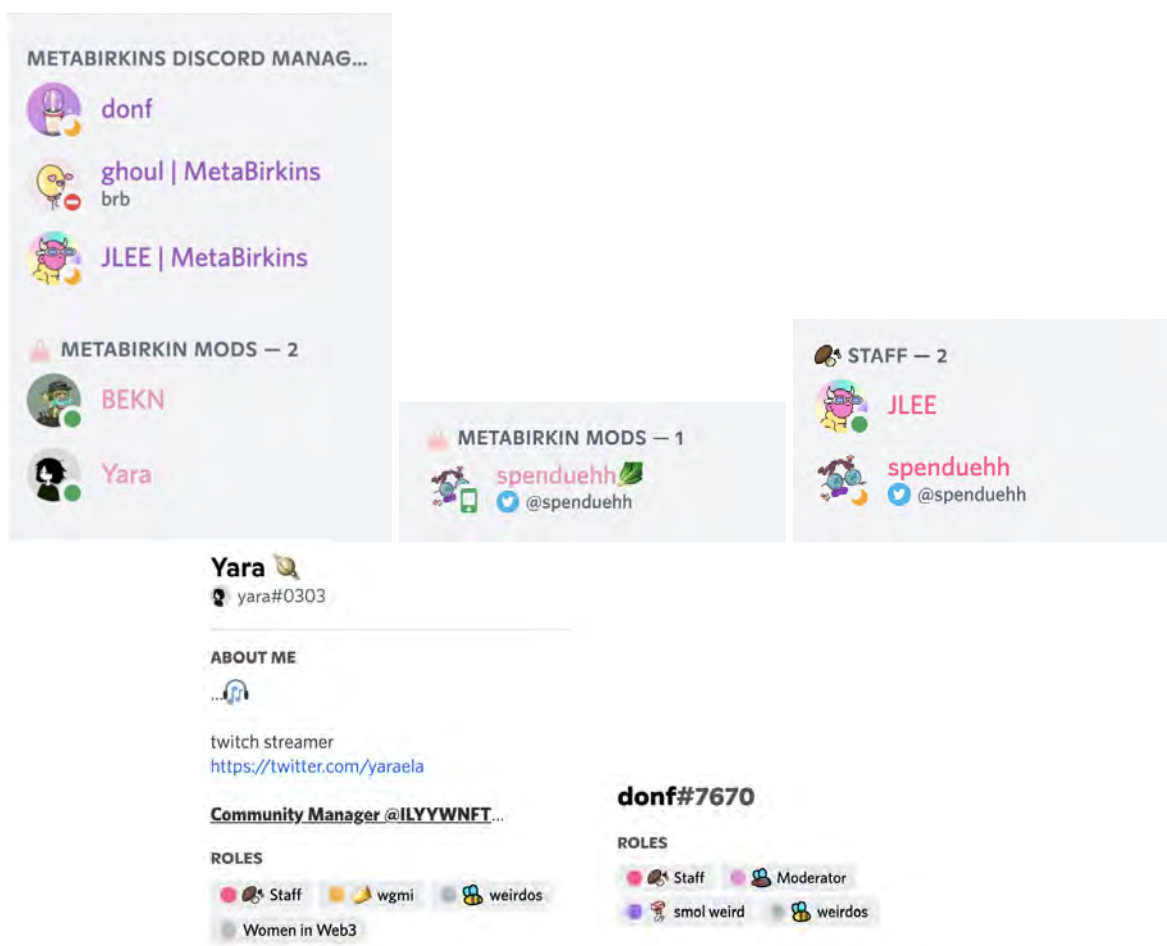 METABIRKINS DISCORD MANAG...
donf
ghoul | MetaBirkins
brb
JLEE | MetaBirkins
METABIRKIN MODS — 2
BEKN
Yara
METABIRKIN MODS — 1
spenduehh
@spenduehh
STAFF — 2
JLEE
spenduehh
@spenduehh
Yara
yara#0303
ABOUT ME
...
twitch streamer
https://twitter.com/yaraela
Community Manager @ILYYWNFT...
ROLES
Staff wgmi weirdos
Women in Web3
donf#7670
ROLES
Staff Moderator
smol weird weirdos